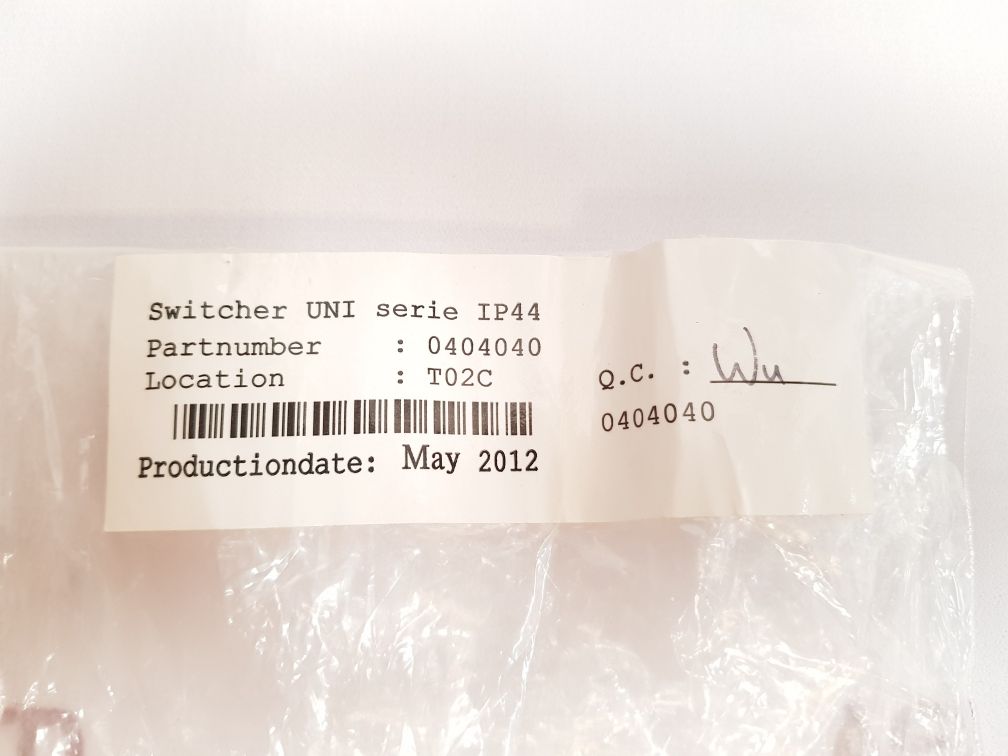 Switcher UNI serie IP44
Partnumber : 0404040
Location : T02C
Productiondate: May 2012
Q.C. : Wu
0404040